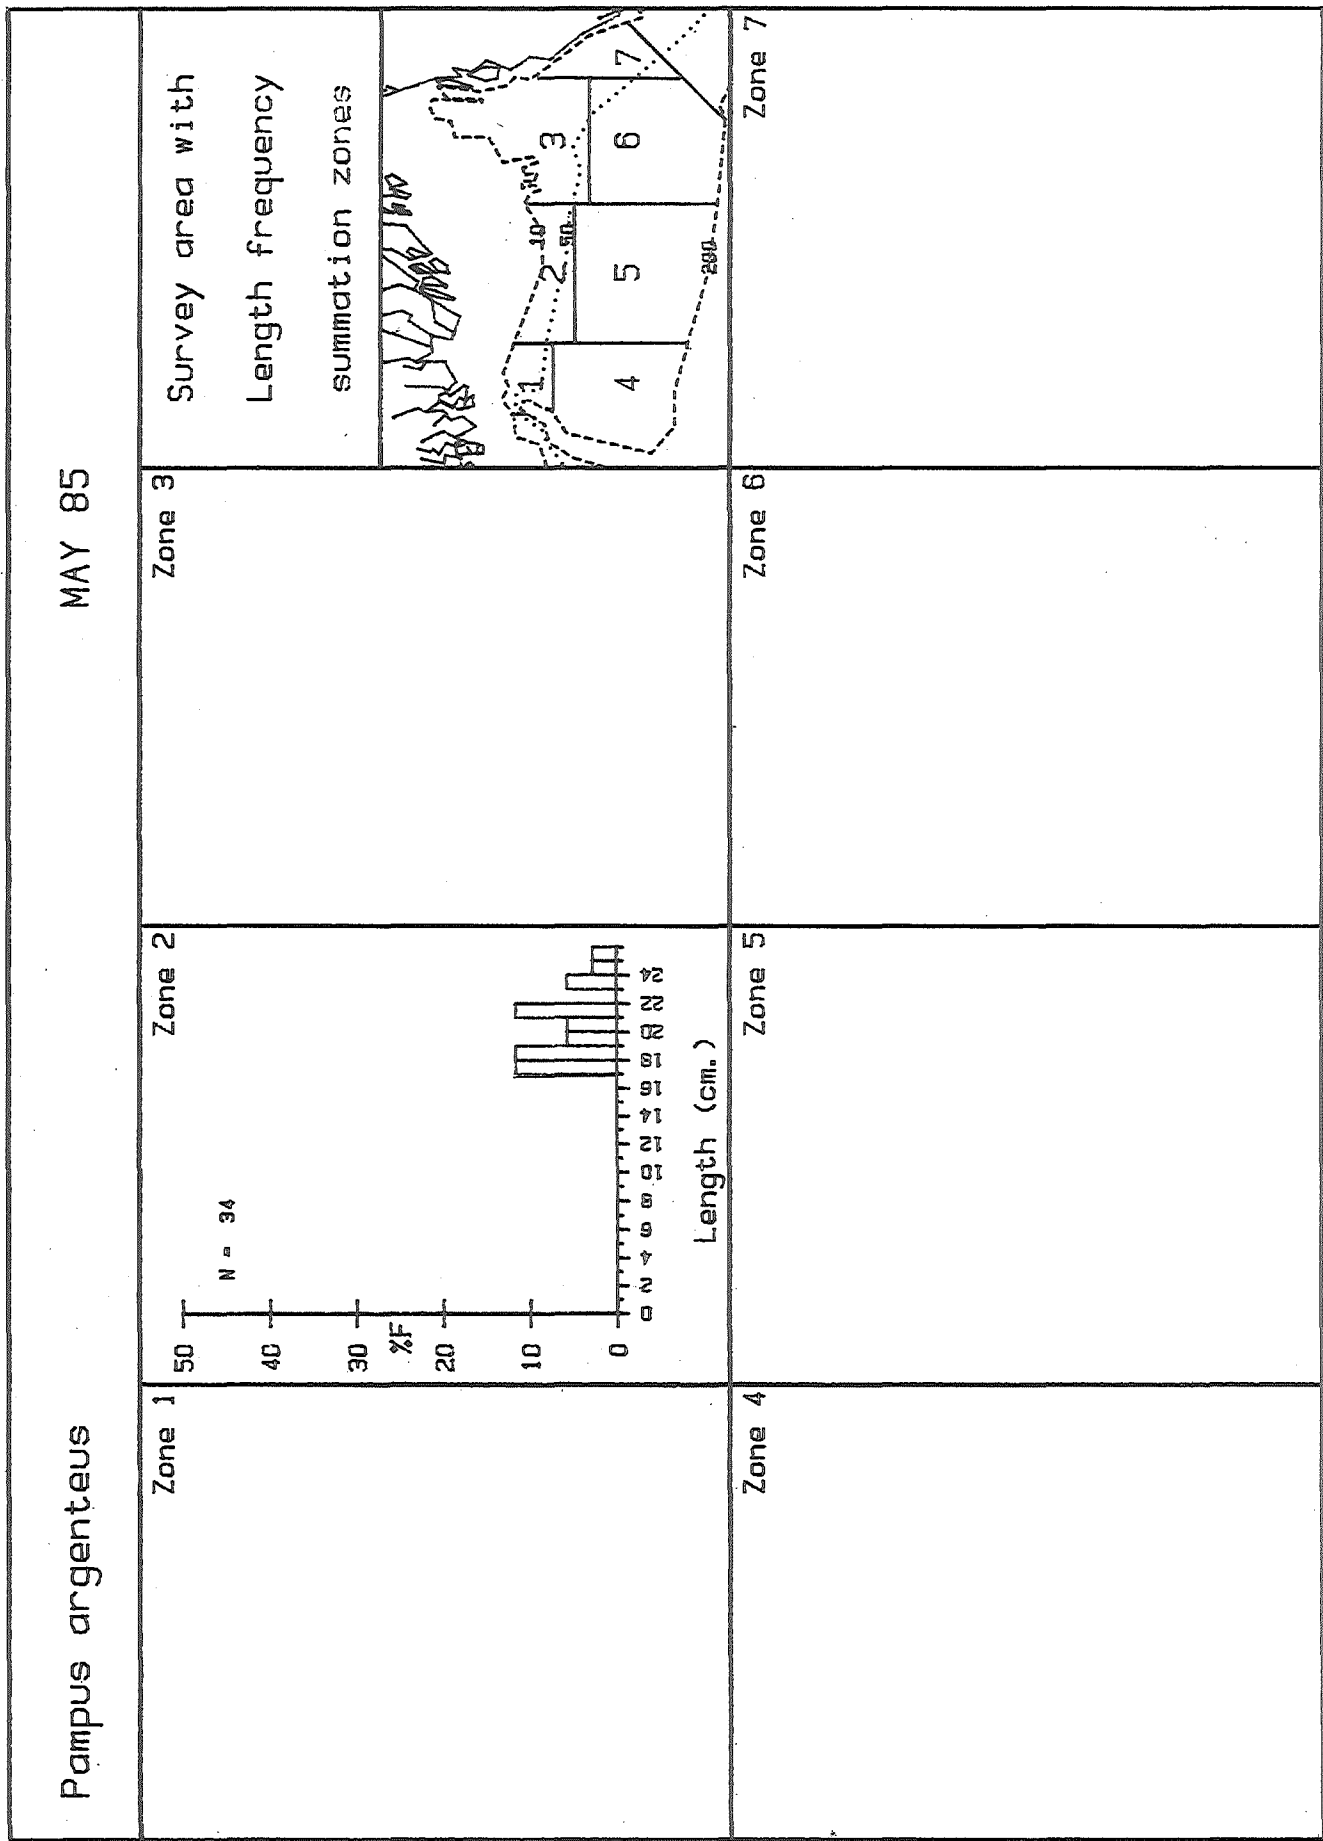 Pampus argenteus
MAY 85
Zone 1
Zone 2
N = 34
50
40
30
%F
20
10
0
0 2 4 6 8 10 12 14 16 18 20 22 24
Length (cm.)
Zone 3
Survey area with
Length frequency
summation zones
10
50
200
1 2 3 4 5 6 7
Zone 4
Zone 5
Zone 6
Zone 7